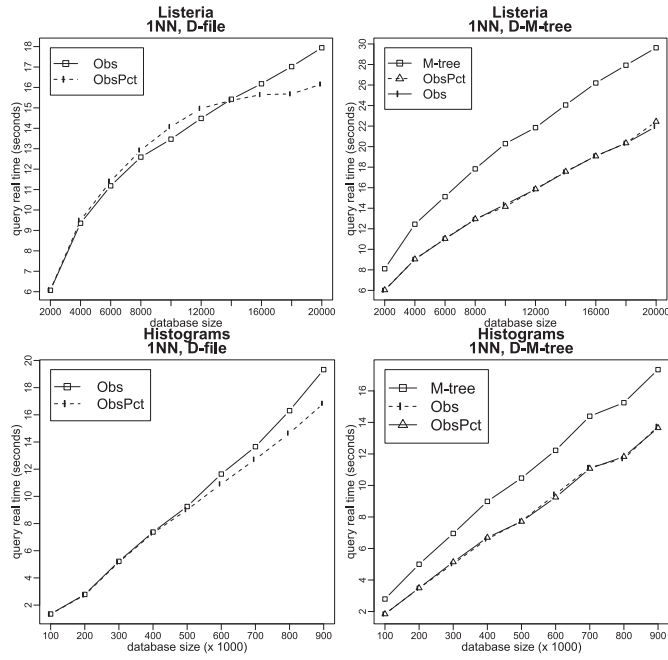 Listeria
1NN, D-file
query real time (seconds)
18
17
16
15
14
13
12
11
10
9
8
7
6
Obs
ObsPct
2000 4000 6000 8000 10000 12000 14000 16000 20000
database size
Listeria
1NN, D-M-tree
query real time (seconds)
30
28
26
24
22
20
18
16
14
12
10
8
6
M-tree
ObsPct
Obs
2000 4000 6000 8000 10000 12000 14000 16000 20000
database size
Histograms
1NN, D-file
query real time (seconds)
20
18
16
14
12
10
8
6
4
2
Obs
ObsPct
100 200 300 400 500 600 700 800 900
database size (x 1000)
Histograms
1NN, D-M-tree
query real time (seconds)
16
14
12
10
8
6
4
2
M-tree
Obs
ObsPct
100 200 300 400 500 600 700 800 900
database size (x 1000)